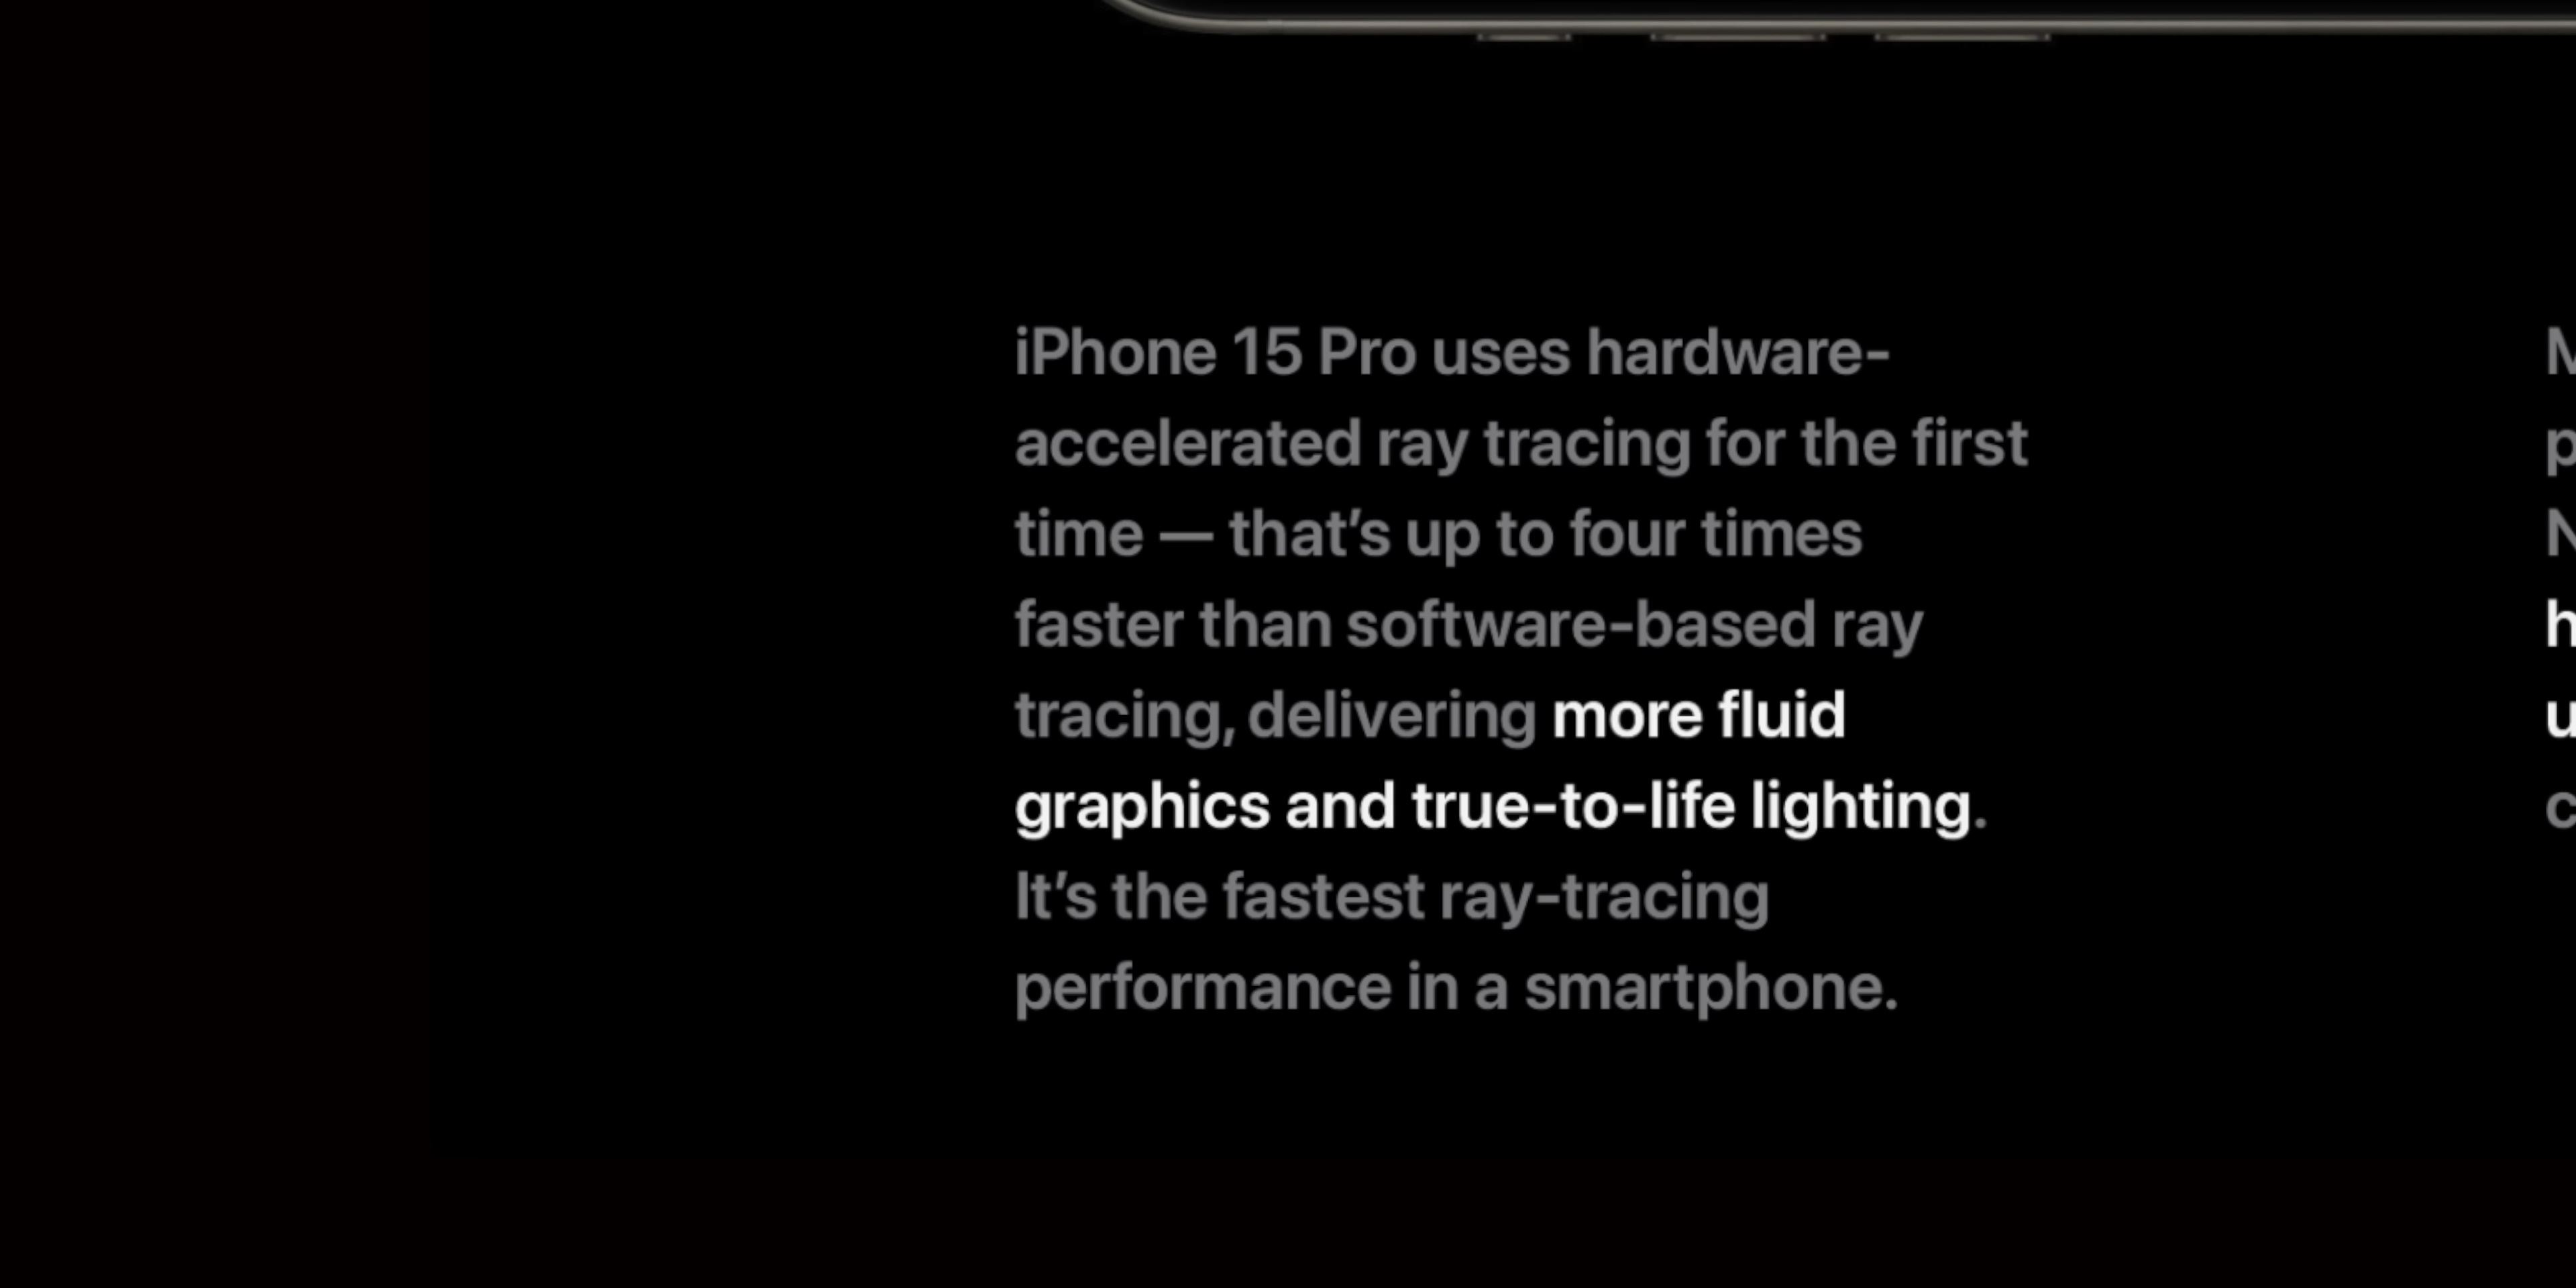 iPhone 15 Pro uses hardware-
accelerated ray tracing for the first
time — that’s up to four times
faster than software-based ray
tracing, delivering more fluid
graphics and true-to-life lighting.
It’s the fastest ray-tracing
performance in a smartphone.